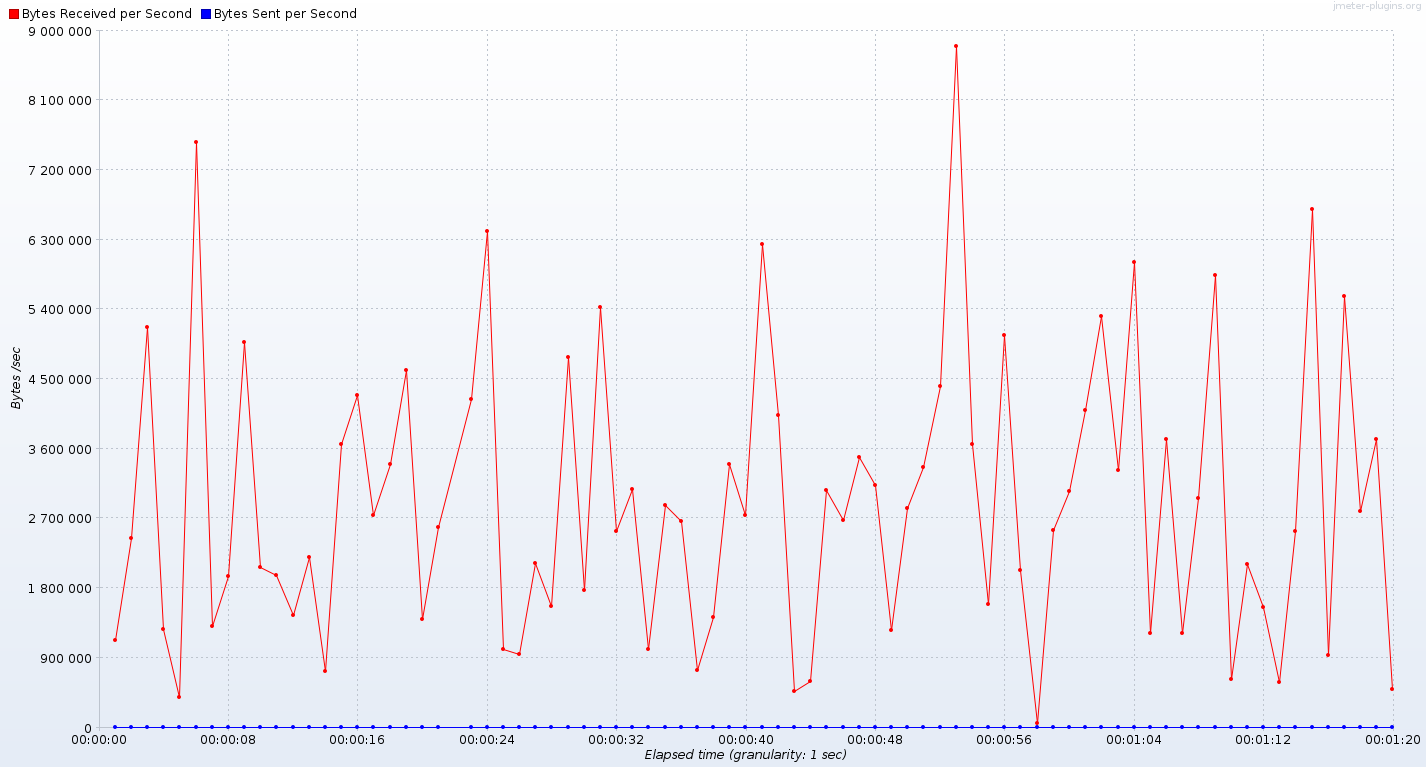 jmeter-plugins.org
Bytes Received per Second Bytes Sent per Second
9 000 000
8 100 000
7 200 000
6 300 000
5 400 000
4 500 000
3 600 000
2 700 000
1 800 000
900 000
0
Bytes /sec
00:00:00 00:00:08 00:00:16 00:00:24 00:00:32 00:00:40 00:00:48 00:00:56 00:01:04 00:01:12 00:01:20
Elapsed time (granularity: 1 sec)